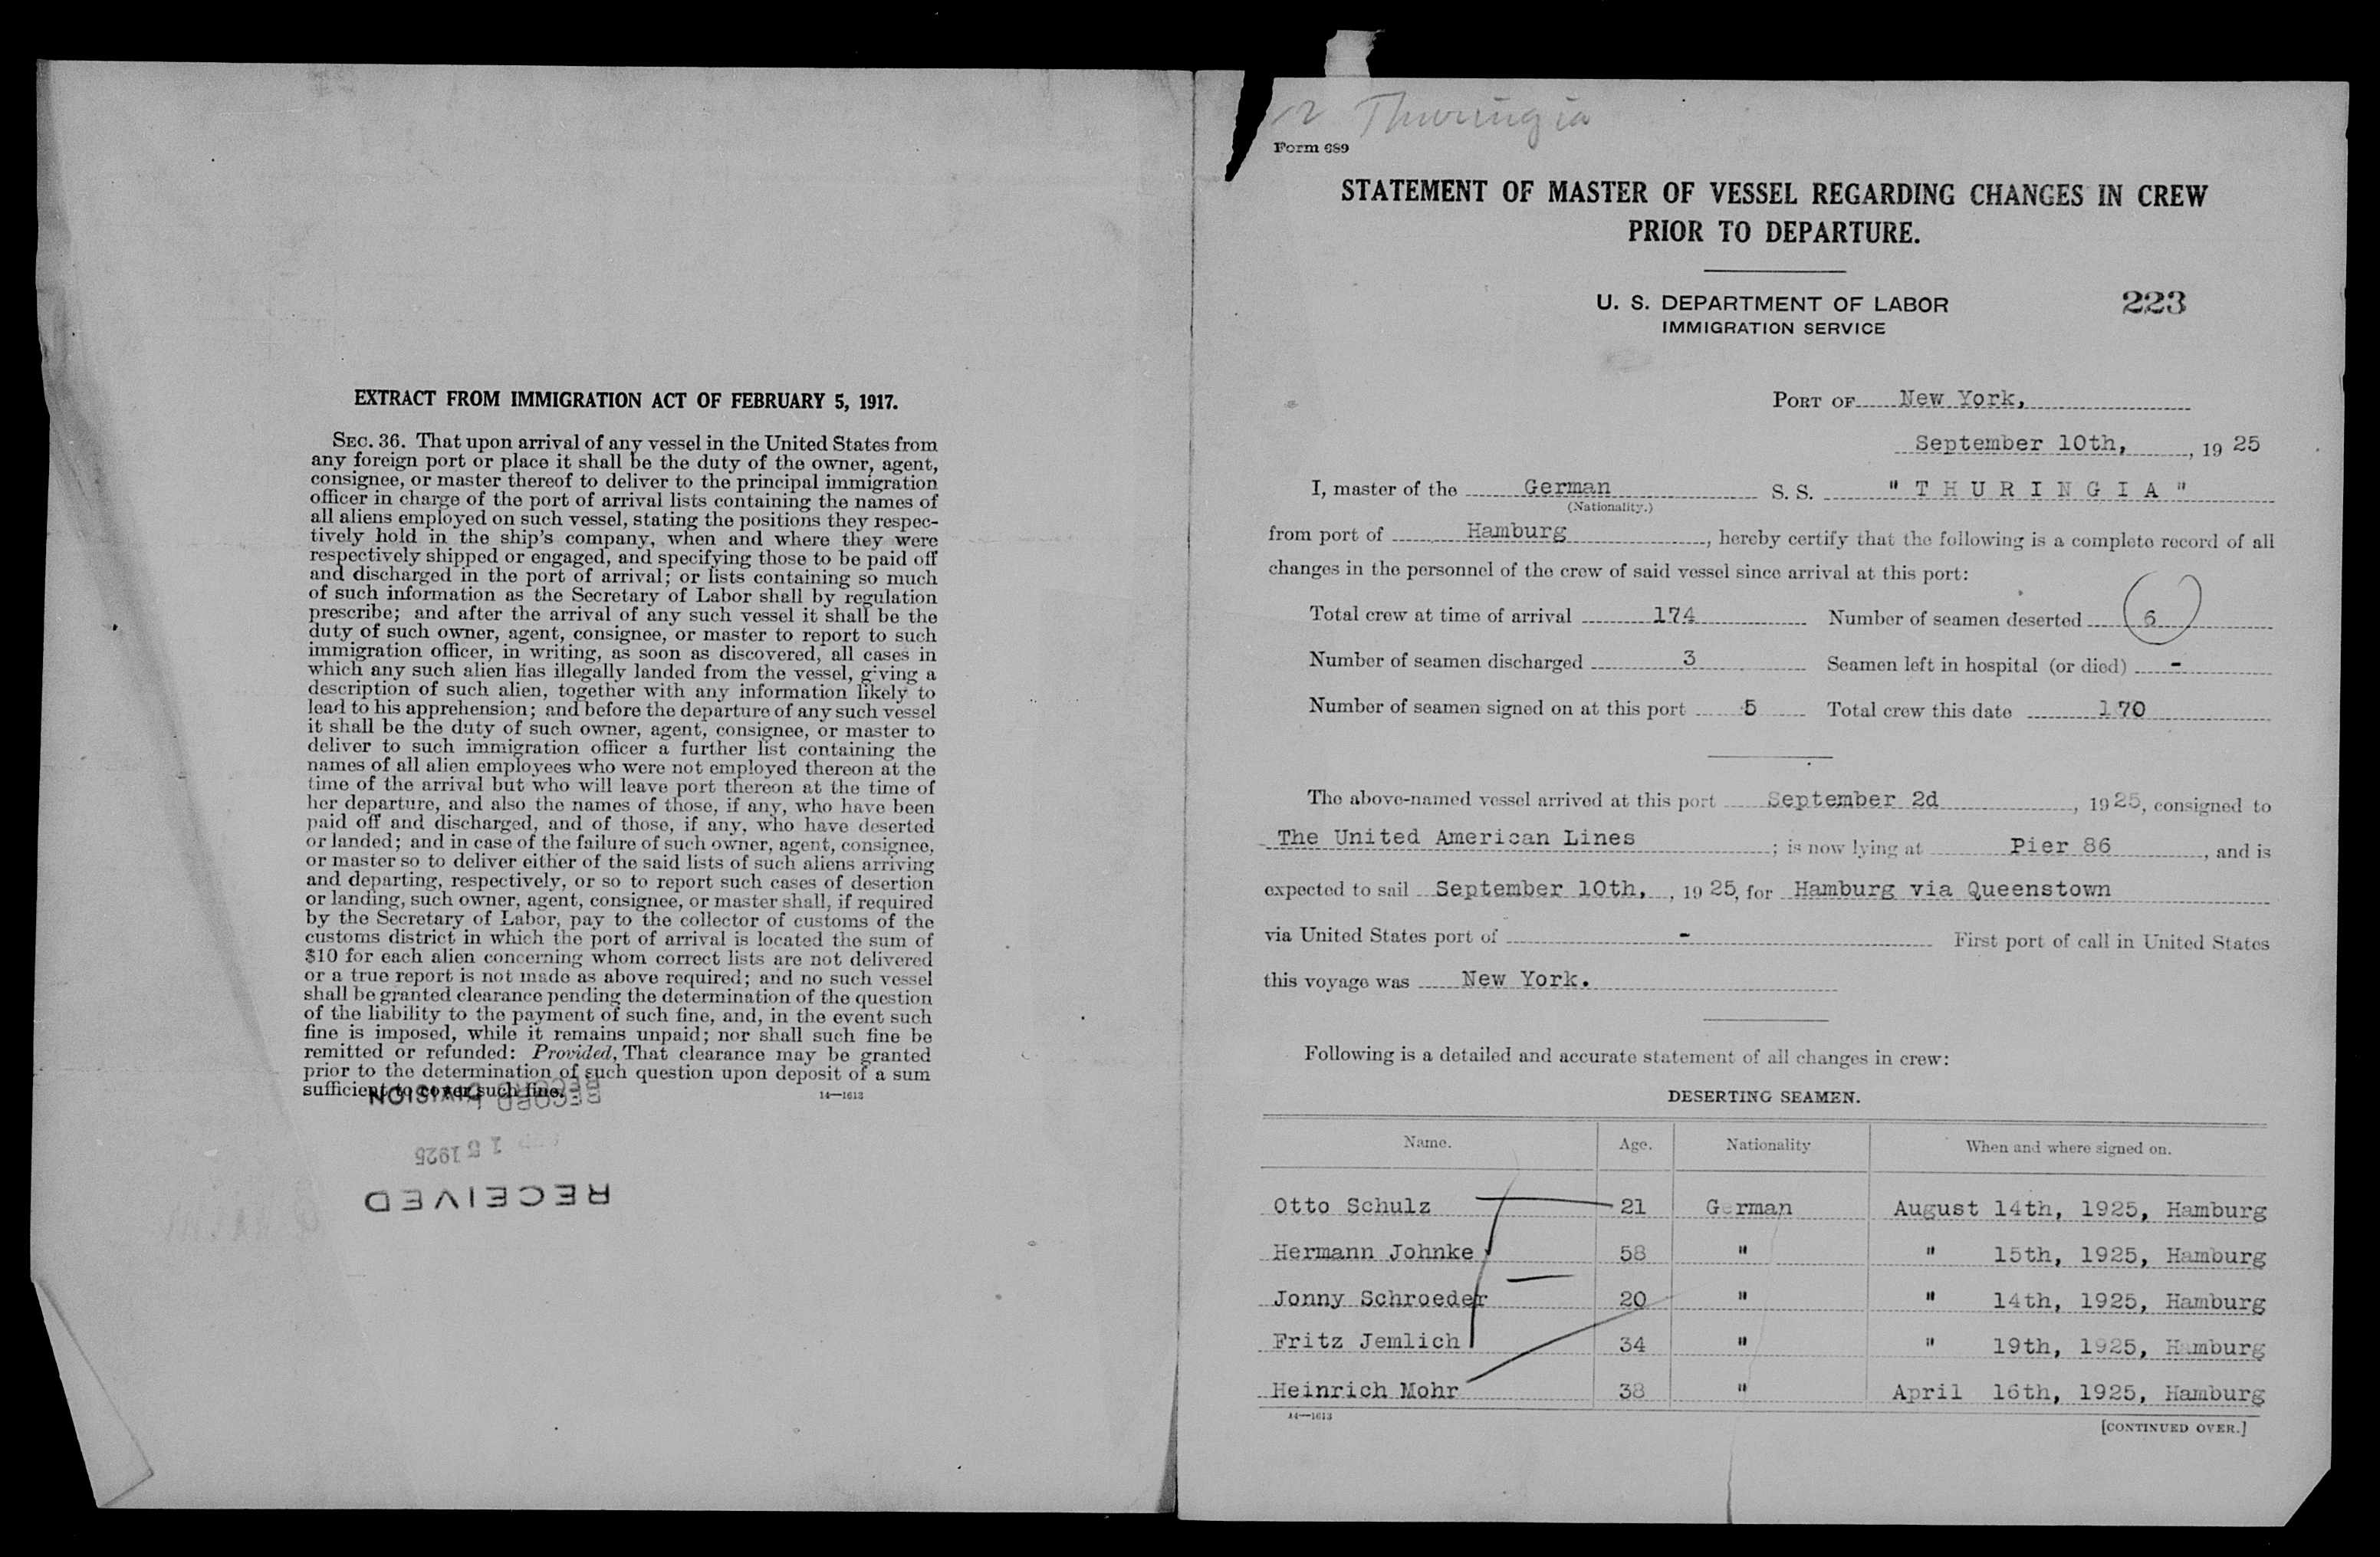 EXTRACT FROM IMMIGRATION ACT OF FEBRUARY 5, 1917.
SEC. 36. That upon arrival of any vessel in the United States from
any foreign port or place it shall be the duty of the owner, agent,
consignee, or master thereof to deliver to the principal immigration
officer in charge of the port of arrival lists containing the names of
all aliens employed on such vessel, stating the positions they respec-
tively hold in the ship's company, when and where they were
respectively shipped or engaged, and specifying those to be paid off
and discharged in the port of arrival; or lists containing so much
of such information as the Secretary of Labor shall by regulation
prescribe; and after the arrival of any such vessel it shall be the
duty of such owner, agent, consignee, or master to report to such
immigration officer, in writing, as soon as discovered, all cases in
which any such alien has illegally landed from the vessel, giving a
description of such alien, together with any information likely to
lead to his apprehension; and before the departure of any such vessel
it shall be the duty of such owner, agent, consignee, or master to
deliver to such immigration officer a further list containing the
names of all alien employees who were not employed thereon at the
time of the arrival but who will leave port thereon at the time of
her departure, and also the names of those, if any, who have been
paid off and discharged, and of those, if any, who have deserted
or landed; and in case of the failure of such owner, agent, consignee,
or master so to deliver either of the said lists of such aliens arriving
and departing, respectively, or so to report such cases of desertion
or landing, such owner, agent, consignee, or master shall, if required
by the Secretary of Labor, pay to the collector of customs of the
customs district in which the port of arrival is located the sum of
$10 for each alien concerning whom correct lists are not delivered
or a true report is not made as above required; and no such vessel
shall be granted clearance pending the determination of the question
of the liability to the payment of such fine, and, in the event such
fine is imposed, while it remains unpaid; nor shall such fine be
remitted or refunded: Provided, That clearance may be granted
prior to the determination of such question upon deposit of a sum
sufficient to cover such fine.
14—1613
RECORD DIVISION
15 1925
RECEIVED
Thuringia
Form 689
STATEMENT OF MASTER OF VESSEL REGARDING CHANGES IN CREW
PRIOR TO DEPARTURE.
U. S. DEPARTMENT OF LABOR
IMMIGRATION SERVICE
223
PORT OF New York,
September 10th, , 19 25
I, master of the German S. S. " T H U R I N G I A "
(Nationality.)
from port of Hamburg , hereby certify that the following is a complete record of all
changes in the personnel of the crew of said vessel since arrival at this port:
Total crew at time of arrival 174 Number of seamen deserted 6
Number of seamen discharged 3 Seamen left in hospital (or died) -
Number of seamen signed on at this port 5 Total crew this date 170
The above-named vessel arrived at this port September 2d , 1925, consigned to
The United American Lines ; is now lying at Pier 86 , and is
expected to sail September 10th, , 19 25, for Hamburg via Queenstown
via United States port of - First port of call in United States
this voyage was New York.
Following is a detailed and accurate statement of all changes in crew:
DESERTING SEAMEN.
Name. Age. Nationality When and where signed on.
Otto Schulz 21 German August 14th, 1925, Hamburg
Hermann Johnke 58 " " 15th, 1925, Hamburg
Jonny Schroeder 20 " " 14th, 1925, Hamburg
Fritz Jemlich 34 " " 19th, 1925, Hamburg
Heinrich Mohr 38 " April 16th, 1925, Hamburg
14—1613
[CONTINUED OVER.]